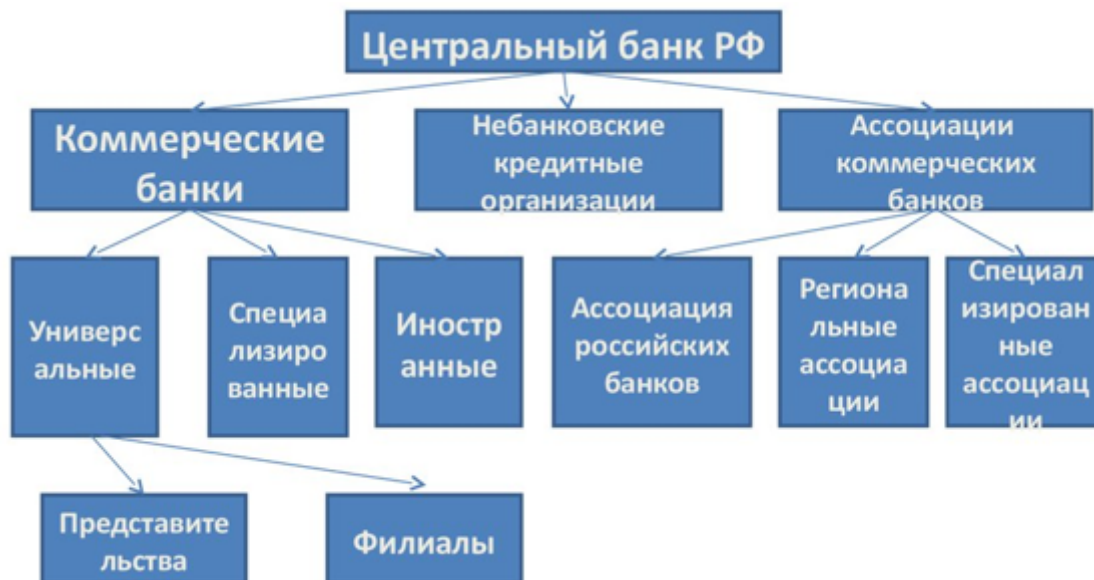 Центральный банк РФ
Коммерческие
банки
Небанковские
кредитные
организации
Ассоциации
коммерческих
банков
Универс
альные
Специа
лизиро
ванные
Иностр
анные
Ассоциация
российских
банков
Региона
льные
ассоциа
ции
Специал
изирован
ные
ассоциац
ии
Представите
льства
Филиалы